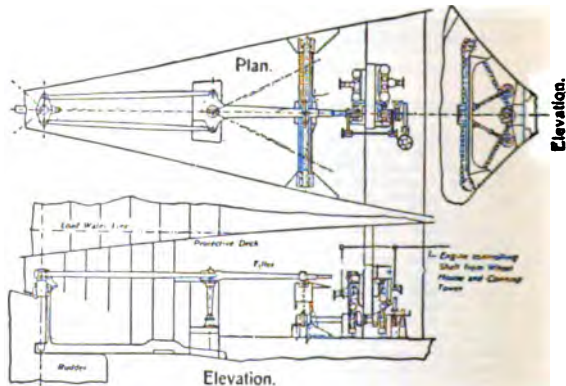 Plan.
Elevation.
Load Water Line
Protective Deck
Tiller
Engine controlling
Shaft from Wheel
House and Conning
Tower
Rudder
Elevation.